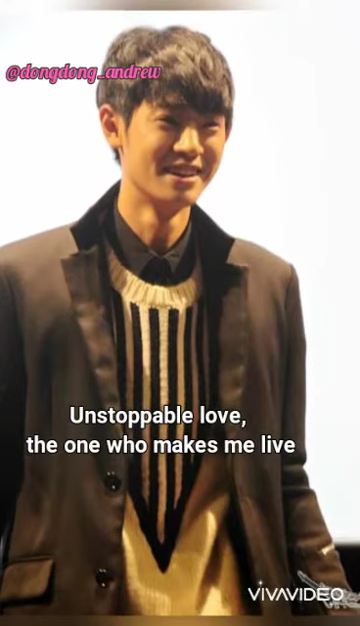 @dongdong_andrew
Unstoppable love,
the one who makes me live
VIVAVIDEO